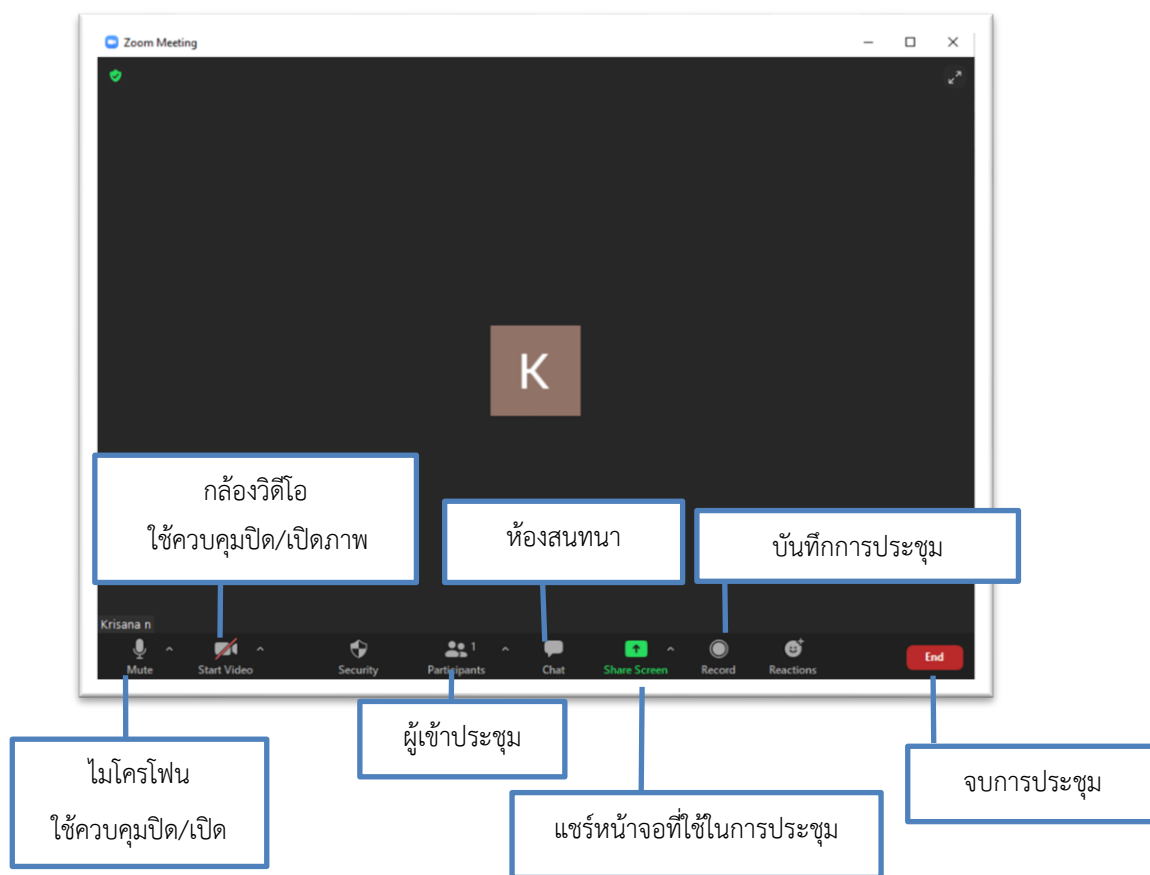 Zoom Meeting
K
กล้องวิดีโอ
ใช้ควบคุมปิด/เปิดภาพ
ห้องสนทนา
บันทึกการประชุม
Krisana n
1
Mute
Start Video
Security
Participants
Chat
Share Screen
Record
Reactions
End
ผู้เข้าประชุม
ไมโครโฟน
ใช้ควบคุมปิด/เปิด
แชร์หน้าจอที่ใช้ในการประชุม
จบการประชุม